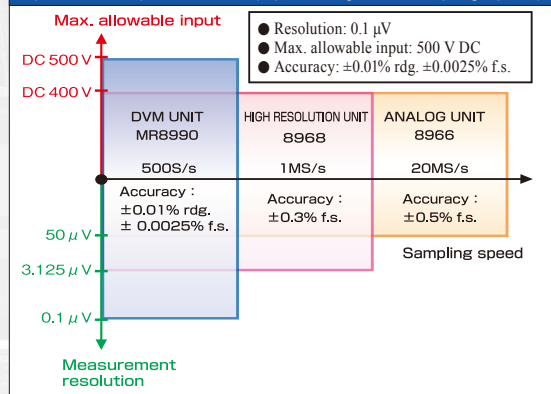 Max. allowable input
● Resolution: 0.1 μV
● Max. allowable input: 500 V DC
● Accuracy: ±0.01% rdg. ±0.0025% f.s.
DC 500 V
DC 400 V
DVM UNIT
MR8990
500S/s
Accuracy :
±0.01% rdg.
± 0.0025% f.s.
HIGH RESOLUTION UNIT
8968
1MS/s
Accuracy :
±0.3% f.s.
ANALOG UNIT
8966
20MS/s
Accuracy :
±0.5% f.s.
50 μV
Sampling speed
3.125 μV
0.1 μV
Measurement
resolution